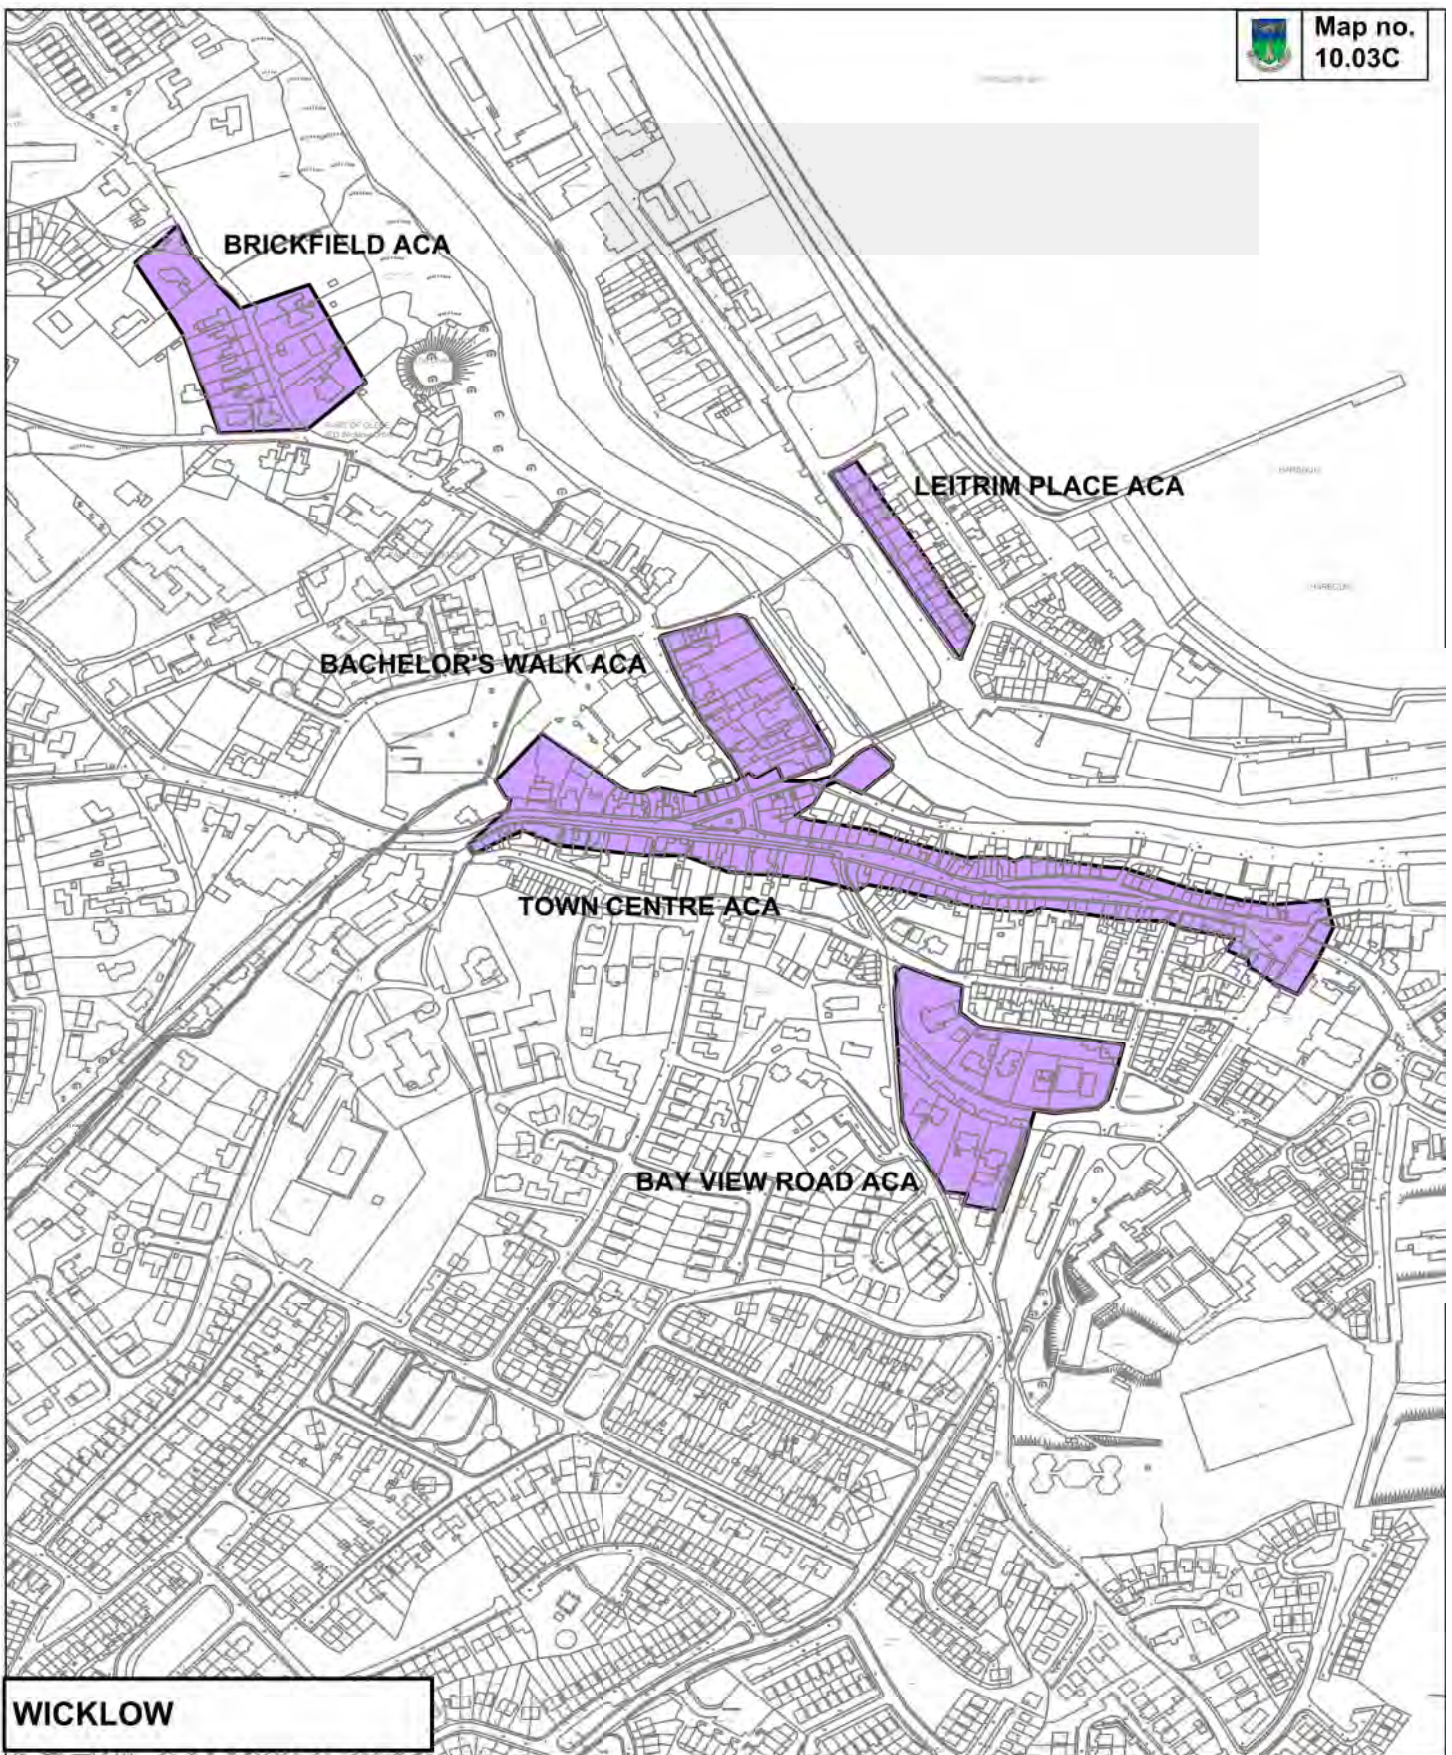 Map no.
10.03C
BRICKFIELD ACA
LEITRIM PLACE ACA
BACHELOR'S WALK ACA
TOWN CENTRE ACA
BAY VIEW ROAD ACA
WICKLOW